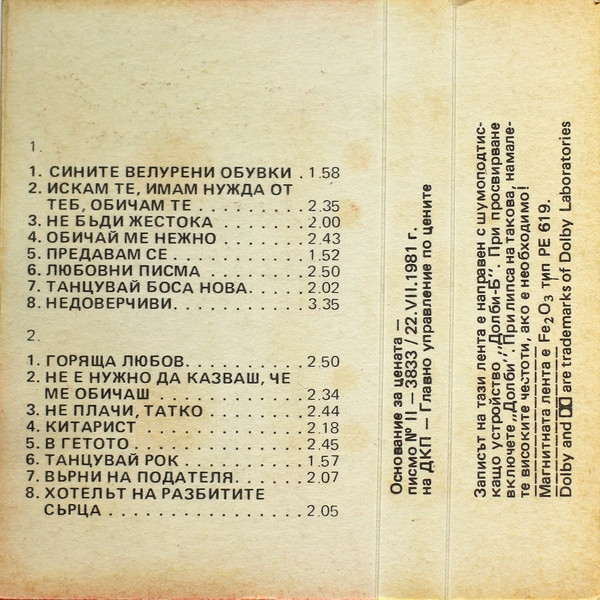 1.
1. СИНИТЕ ВЕЛУРЕНИ ОБУВКИ . 1.58
2. ИСКАМ ТЕ, ИМАМ НУЖДА ОТ
ТЕБ, ОБИЧАМ ТЕ . . . . . . . . 2.35
3. НЕ БЪДИ ЖЕСТОКА . . . . . . . 2.00
4. ОБИЧАЙ МЕ НЕЖНО . . . . . . . 2.43
5. ПРЕДАВАМ СЕ . . . . . . . . . . 1.52
6. ЛЮБОВНИ ПИСМА . . . . . . . . 2.50
7. ТАНЦУВАЙ БОСА НОВА. . . . . 2.02
8. НЕДОВЕРЧИВИ. . . . . . . . . . 3.35
2.
1. ГОРЯЩА ЛЮБОВ. . . . . . . . . 2.50
2. НЕ Е НУЖНО ДА КАЗВАШ, ЧЕ
МЕ ОБИЧАШ . . . . . . . . . . . 2.34
3. НЕ ПЛАЧИ, ТАТКО . . . . . . . . 2.44
4. КИТАРИСТ . . . . . . . . . . . . 2.18
5. В ГЕТОТО . . . . . . . . . . . . . 2.45
6. ТАНЦУВАЙ РОК . . . . . . . . . 1.57
7. ВЪРНИ НА ПОДАТЕЛЯ. . . . . . 2.07
8. ХОТЕЛЪТ НА РАЗБИТИТЕ
СЪРЦА . . . . . . . . . . . . . . 2.05
Основание за цената —
писмо № II — 3833 / 22.VII.1981 г.
на ДКП — Главно управление по цените
Записът на тази лента е направен с шумоподтис-
кащо устройство „Долби-Б". При просвирване
включете „Долби". При липса на такова, намале-
те високите честоти, ако е необходимо!
Магнитната лента е Fe2O3 тип PE 619.
Dolby and DD are trademarks of Dolby Laboratories